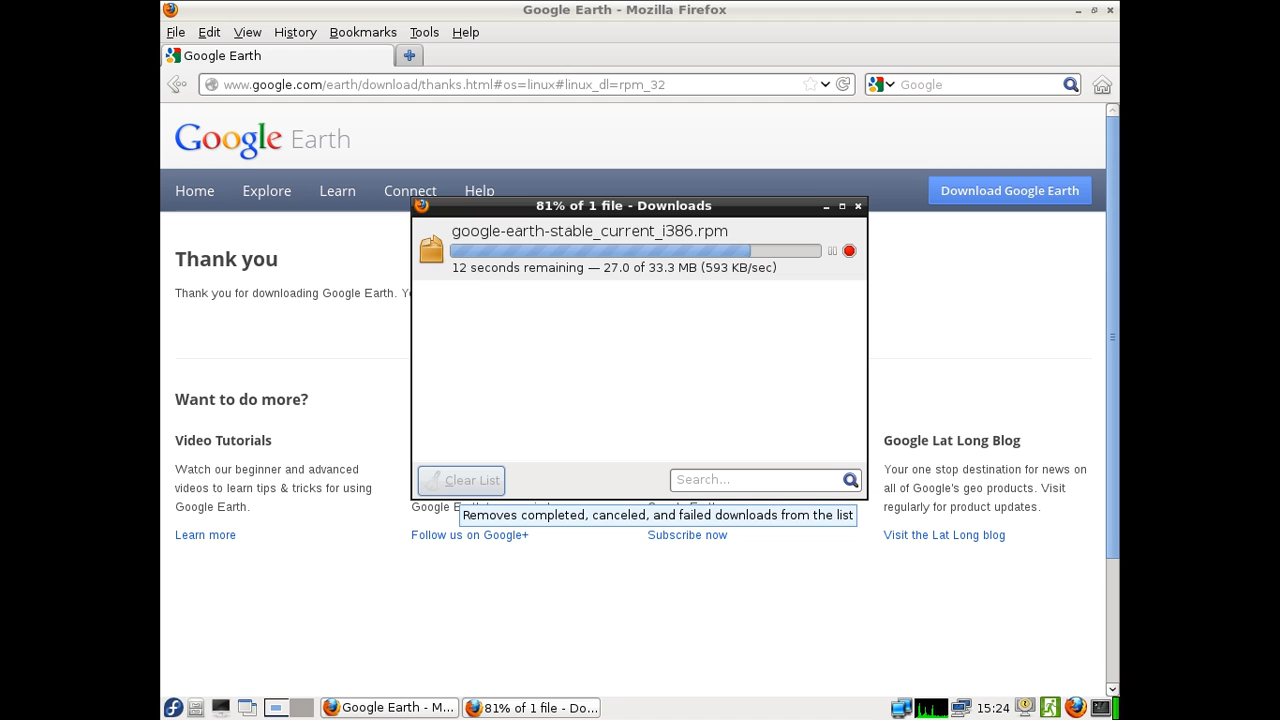 Google Earth - Mozilla Firefox
File Edit View History Bookmarks Tools Help
Google Earth
www.google.com/earth/download/thanks.html#os=linux#linux_dl=rpm_32
Google
Google Earth
Home Explore Learn Connect Help
Download Google Earth
81% of 1 file - Downloads
google-earth-stable_current_i386.rpm
12 seconds remaining — 27.0 of 33.3 MB (593 KB/sec)
Clear List
Search...
Removes completed, canceled, and failed downloads from the list
Thank you
Thank you for downloading Google Earth.
Want to do more?
Video Tutorials
Watch our beginner and advanced
videos to learn tips & tricks for using
Google Earth.
Learn more
Follow us on Google+
Subscribe now
Google Lat Long Blog
Your one stop destination for news on
all of Google's geo products. Visit
regularly for product updates.
Visit the Lat Long blog
Google Earth - M...
81% of 1 file - Do...
15:24